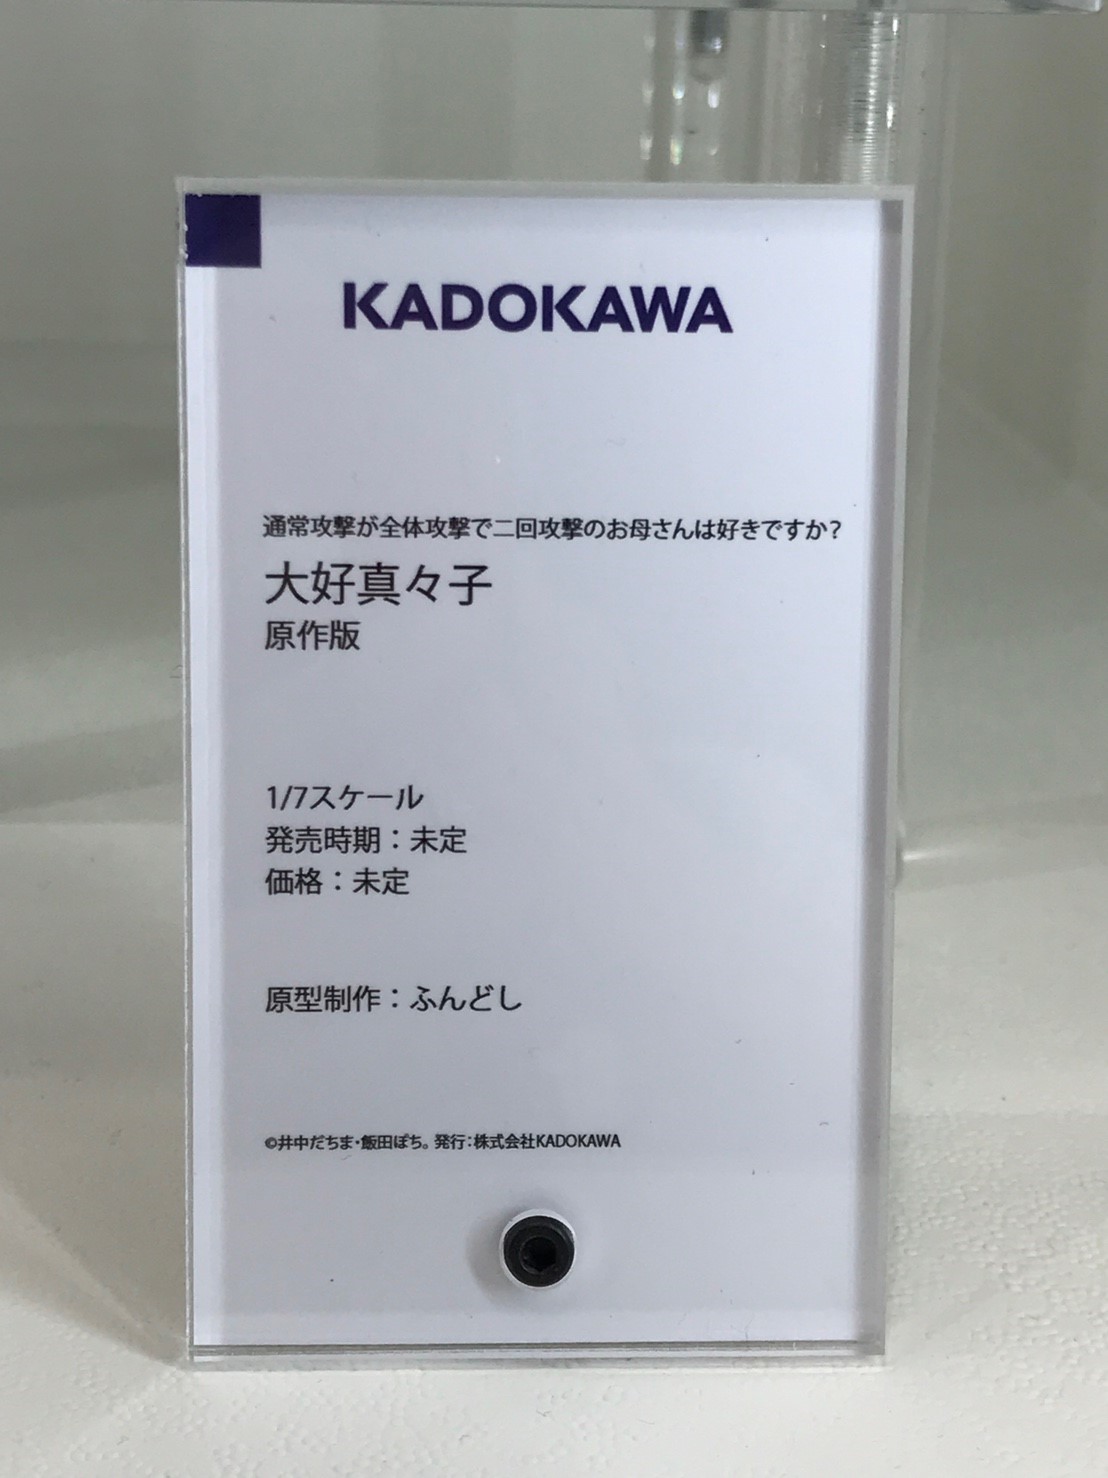 KADOKAWA
通常攻撃が全体攻撃で二回攻撃のお母さんは好きですか?
大好真々子
原作版
1/7スケール
発売時期：未定
価格：未定
原型制作：ふんどし
©井中だちま・飯田ぽち。発行：株式会社KADOKAWA